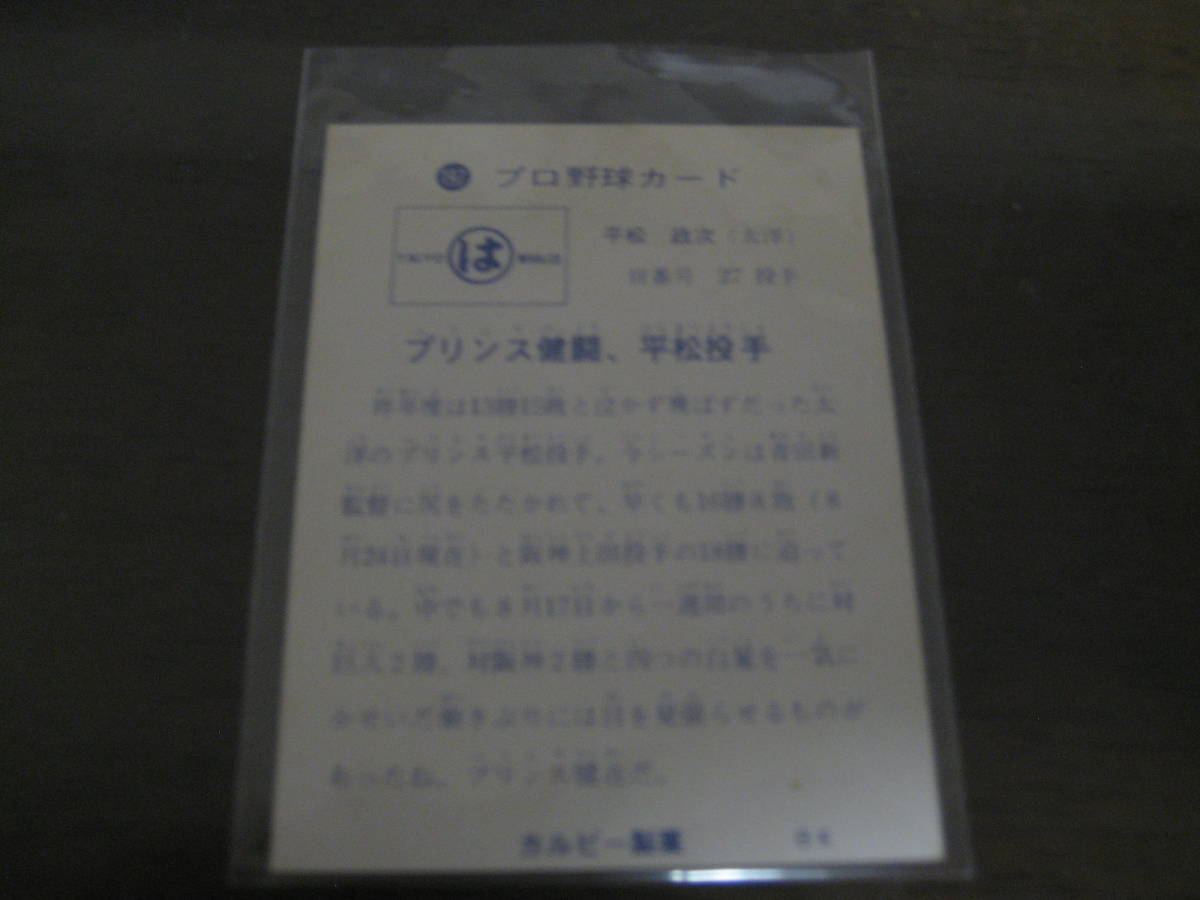 プロ野球カード
は
平松 政次（大洋）
背番号 27 投手
プリンス健闘、平松投手
昨年度は13勝15敗と泣かず飛ばずだった大
洋のプリンス平松投手。今シーズンは青田新
監督に尻をたたかれて、早くも16勝8敗（8
月24日現在）と阪神上田投手の18勝に迫って
いる。中でも8月17日から一週間のうちに対
巨人2勝、対阪神2勝と四つの白星を一気に
かせいだ働きぶりには目を見張らせるものが
あったね。プリンス健在だ。
カルビー製菓